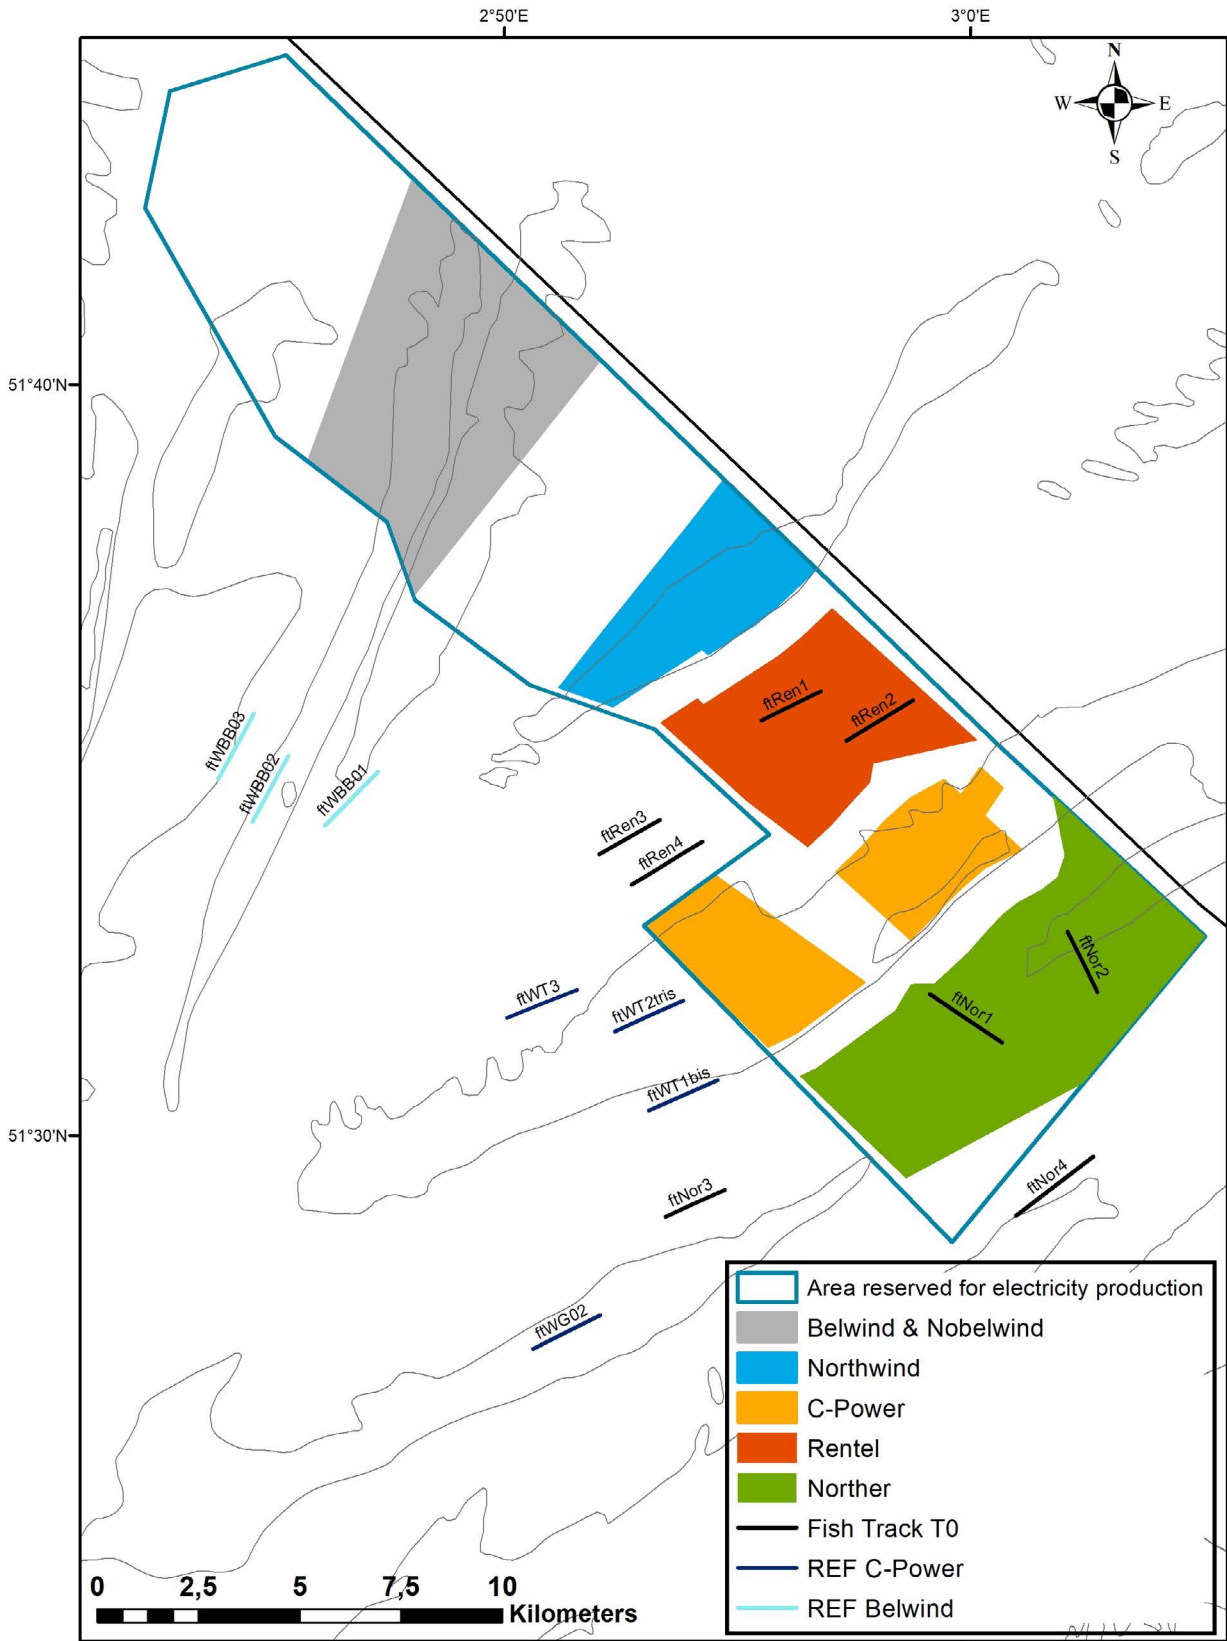 2°50'E
3°0'E
N
W
E
S
51°40'N
ftRen1
ftRen2
ftWBB03
ftWBB02
ftWBB01
ftRen3
ftRen4
ftNor2
ftWT3
ftWT2tris
ftNor1
ftWT1bis
51°30'N
ftNor3
ftNor4
ftWG02
Area reserved for electricity production
Belwind & Nobelwind
Northwind
C-Power
Rentel
Norther
Fish Track T0
REF C-Power
REF Belwind
0 2,5 5 7,5 10
Kilometers